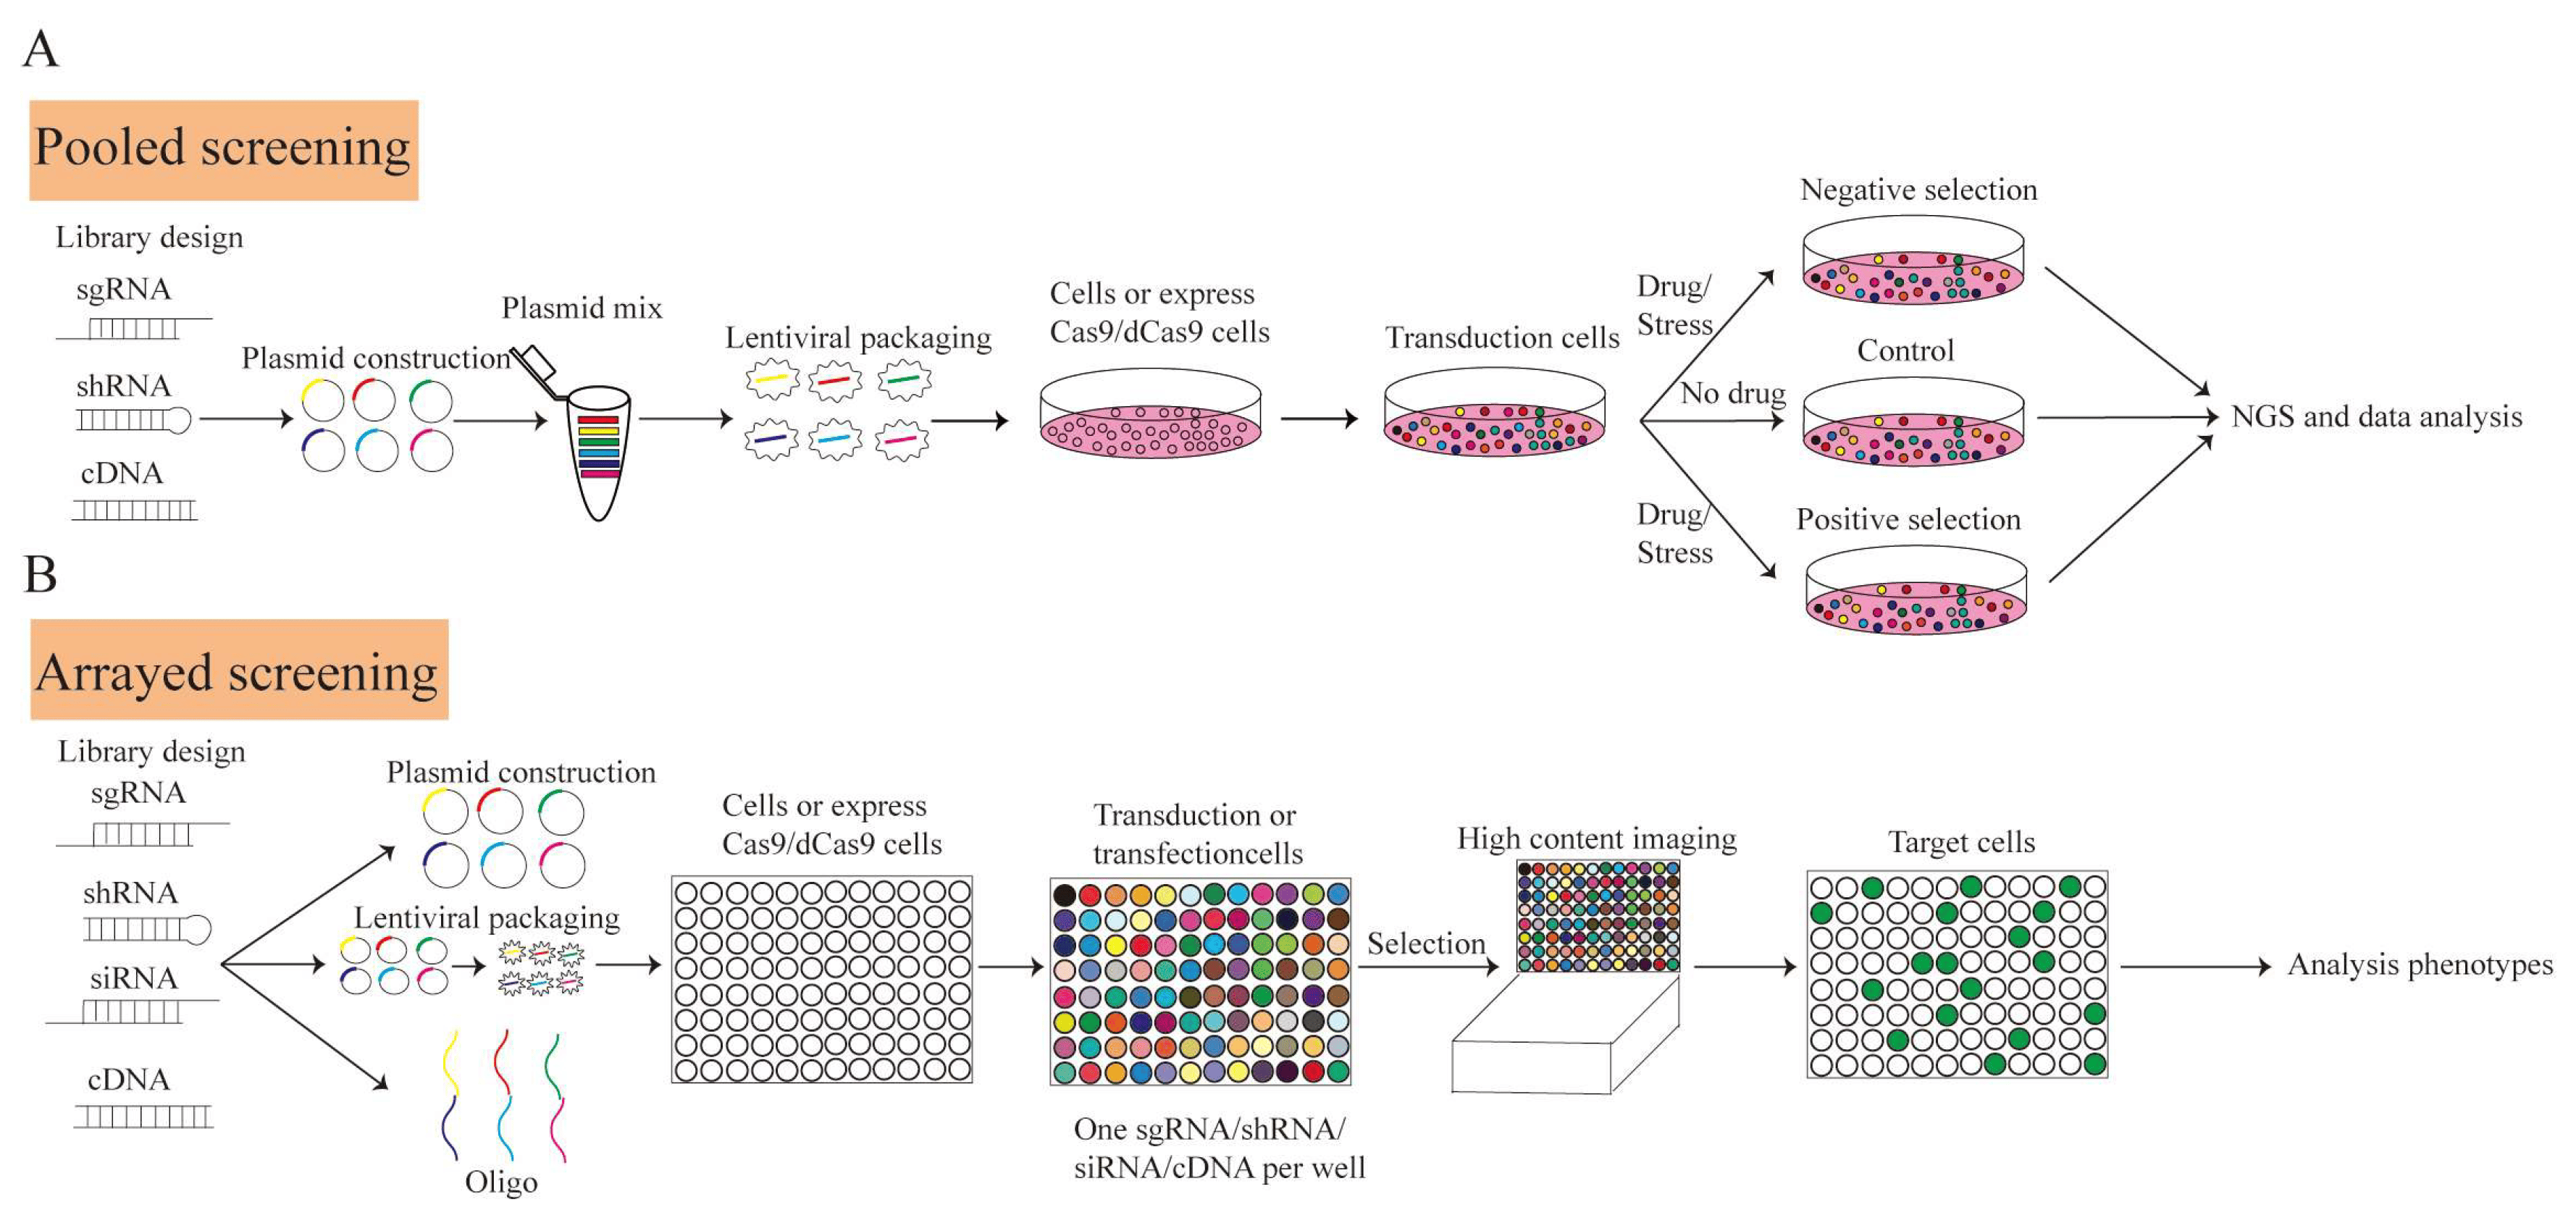 A
Pooled screening
Library design
sgRNA
shRNA
cDNA
Plasmid construction
Plasmid mix
Lentiviral packaging
Cells or express
Cas9/dCas9 cells
Transduction cells
Drug/
Stress
No drug
Drug/
Stress
Negative selection
Control
Positive selection
NGS and data analysis
B
Arrayed screening
Library design
sgRNA
shRNA
siRNA
cDNA
Plasmid construction
Lentiviral packaging
Oligo
Cells or express
Cas9/dCas9 cells
Transduction or
transfectioncells
One sgRNA/shRNA/
siRNA/cDNA per well
Selection
High content imaging
Target cells
Analysis phenotypes